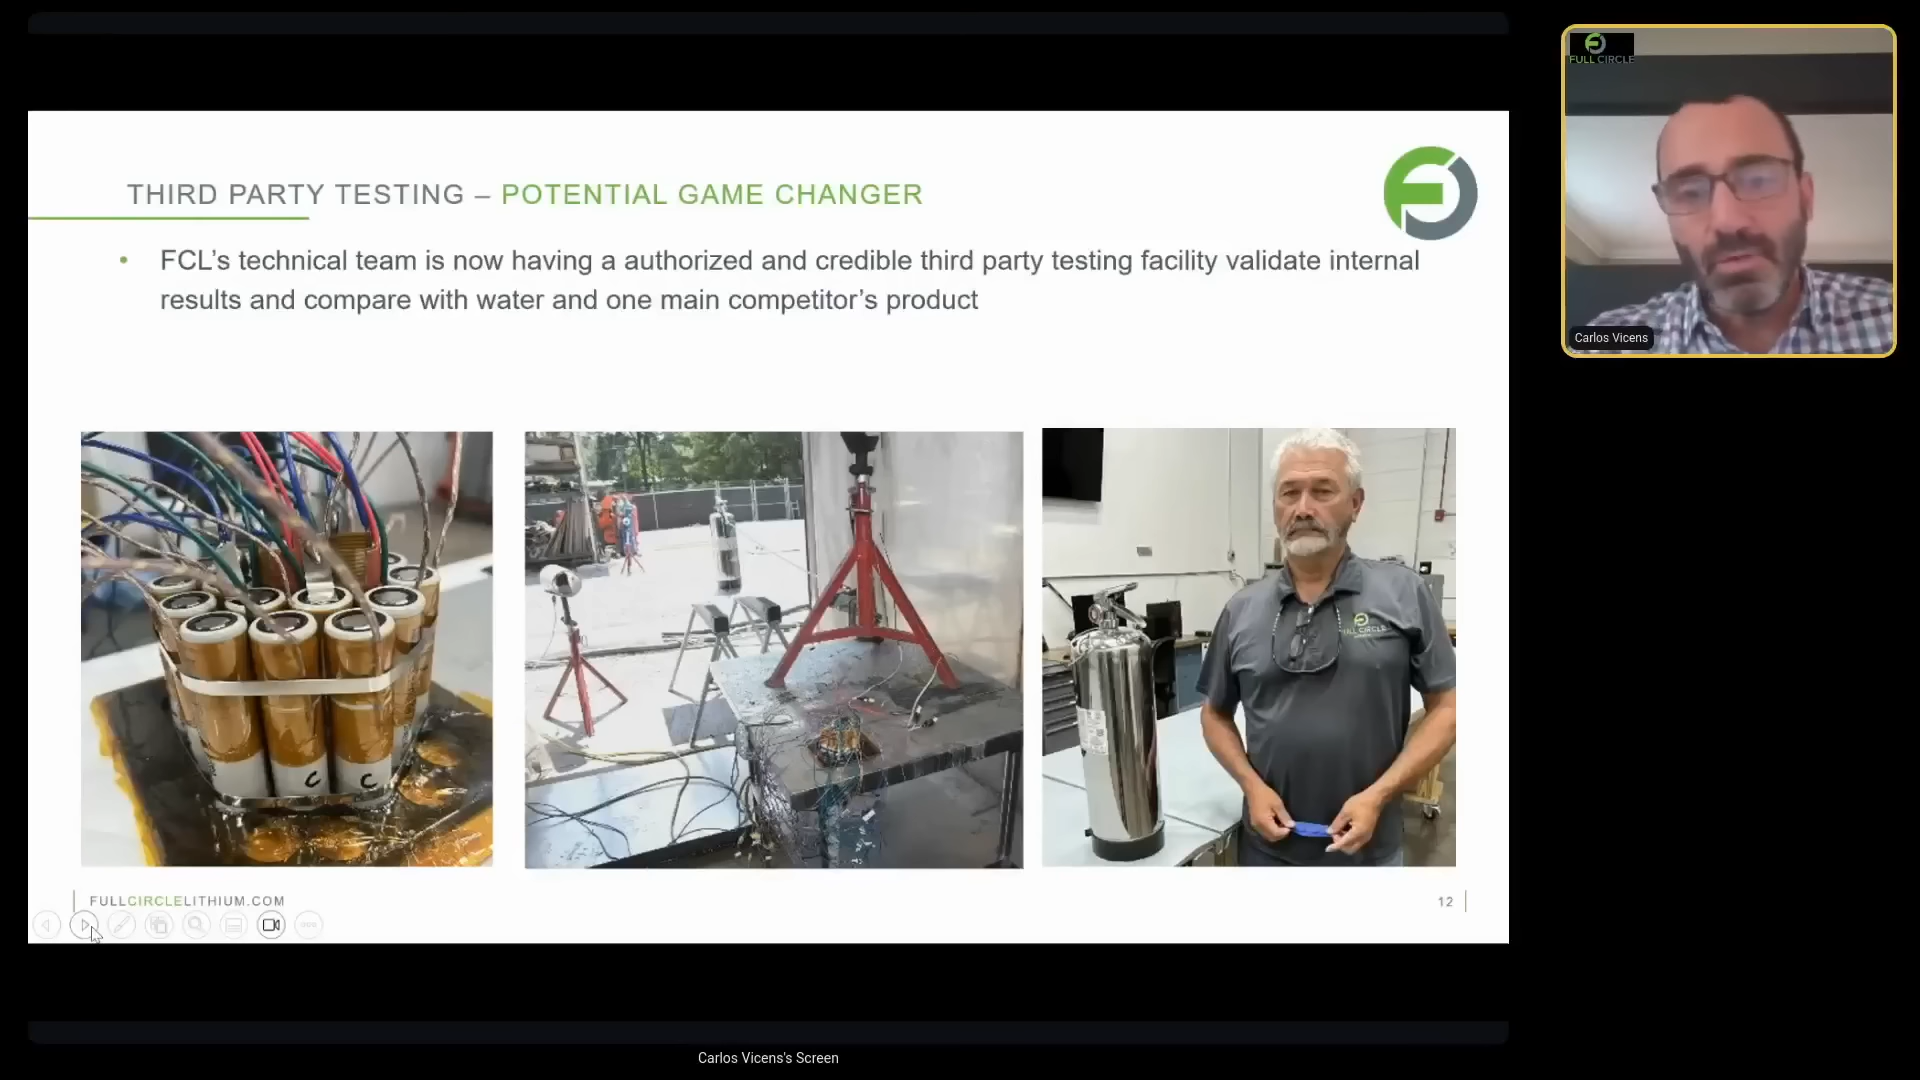 FULL CIRCLE
THIRD PARTY TESTING – POTENTIAL GAME CHANGER
• FCL’s technical team is now having a authorized and credible third party testing facility validate internal
results and compare with water and one main competitor’s product
Carlos Vicens
C C
FULL CIRCLE
FULLCIRCLELITHIUM.COM
12
Carlos Vicens's Screen